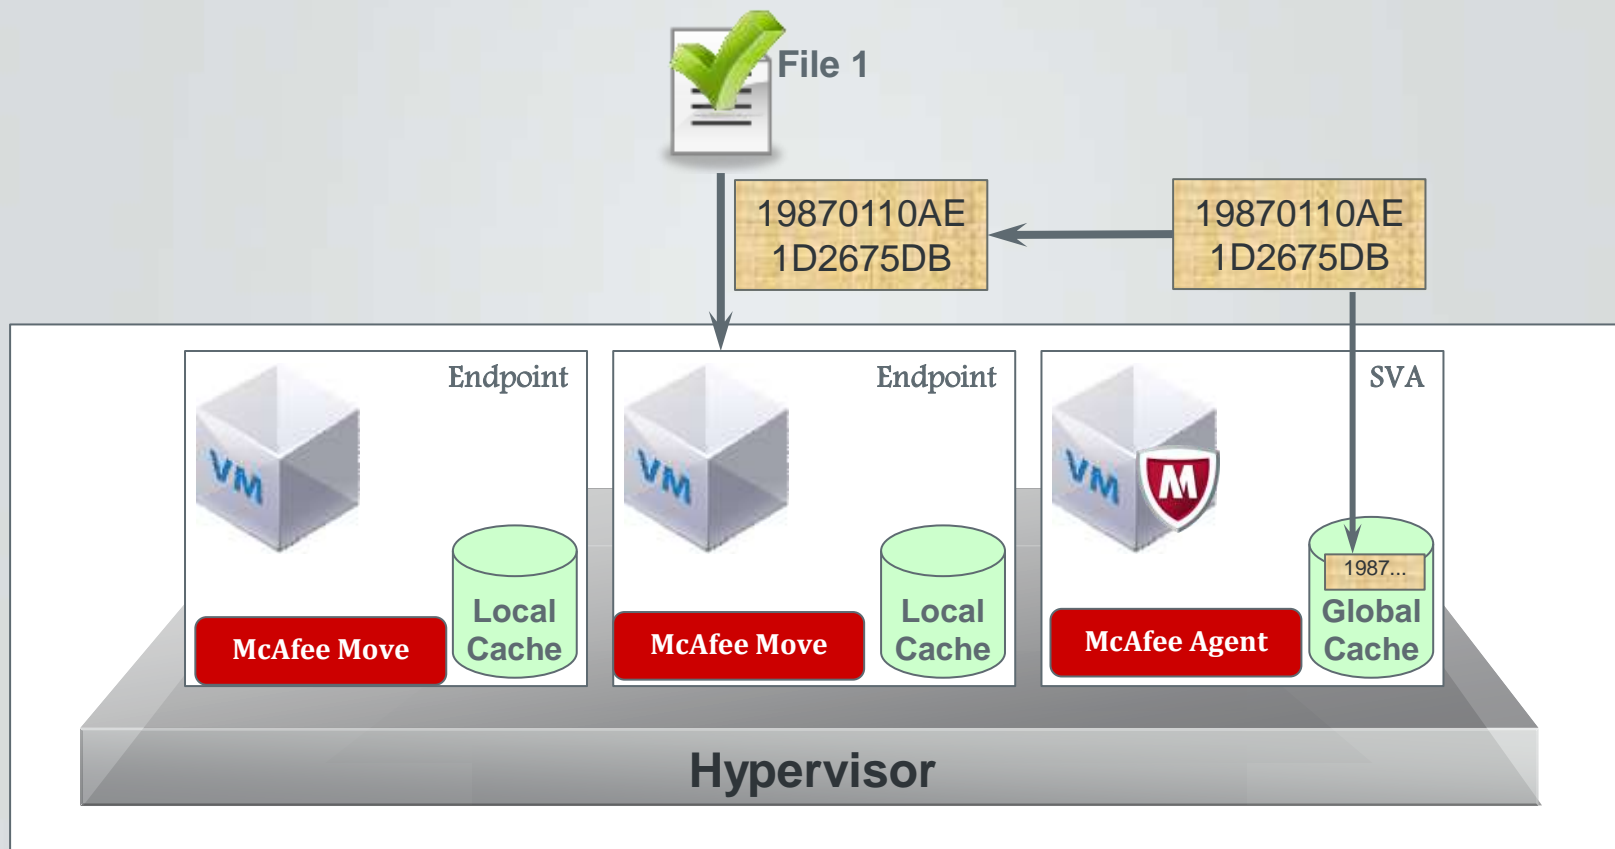 File 1
19870110AE
1D2675DB
19870110AE
1D2675DB
Endpoint
VM
McAfee Move
Local
Cache
Endpoint
VM
McAfee Move
Local
Cache
SVA
VM
M
McAfee Agent
1987...
Global
Cache
Hypervisor